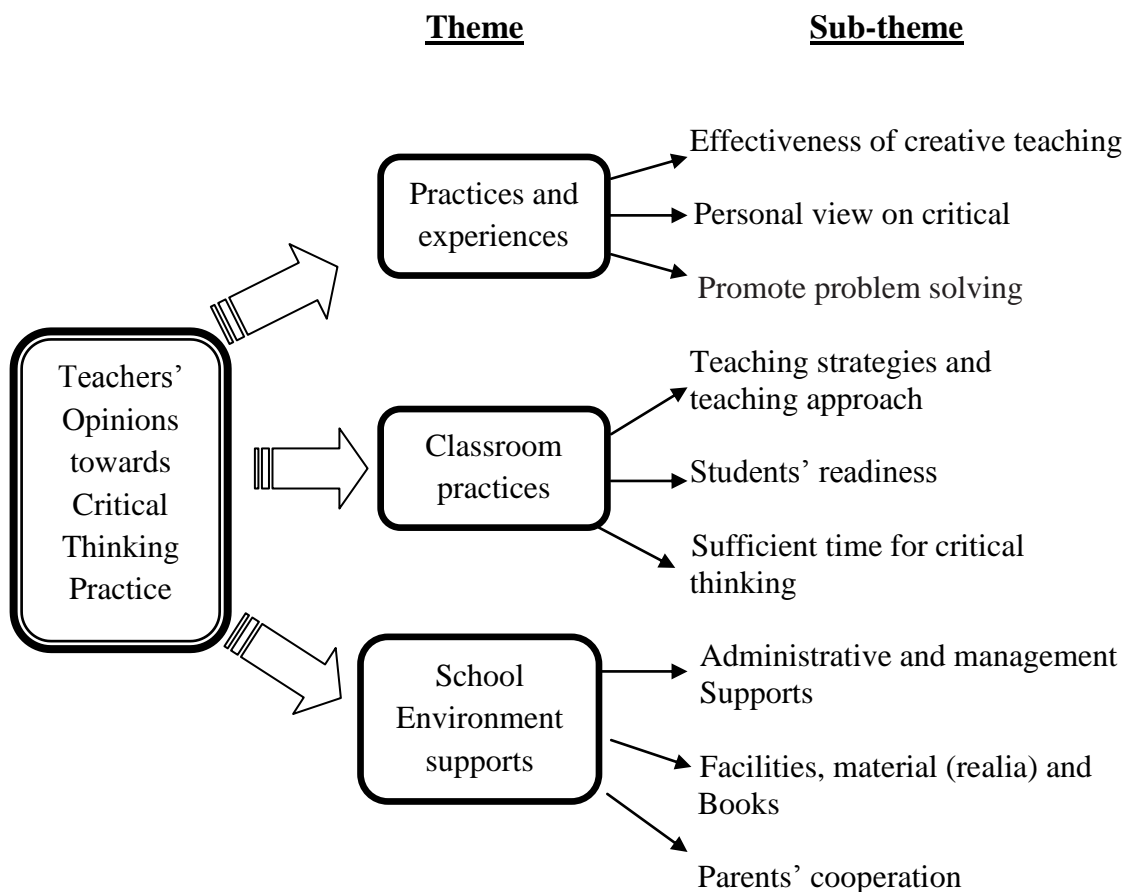 Theme
Sub-theme
Teachers’
Opinions
towards
Critical
Thinking
Practice
Practices and
experiences
Effectiveness of creative teaching
Personal view on critical
Promote problem solving
Classroom
practices
Teaching strategies and
teaching approach
Students’ readiness
Sufficient time for critical
thinking
School
Environment
supports
Administrative and management
Supports
Facilities, material (realia) and
Books
Parents’ cooperation